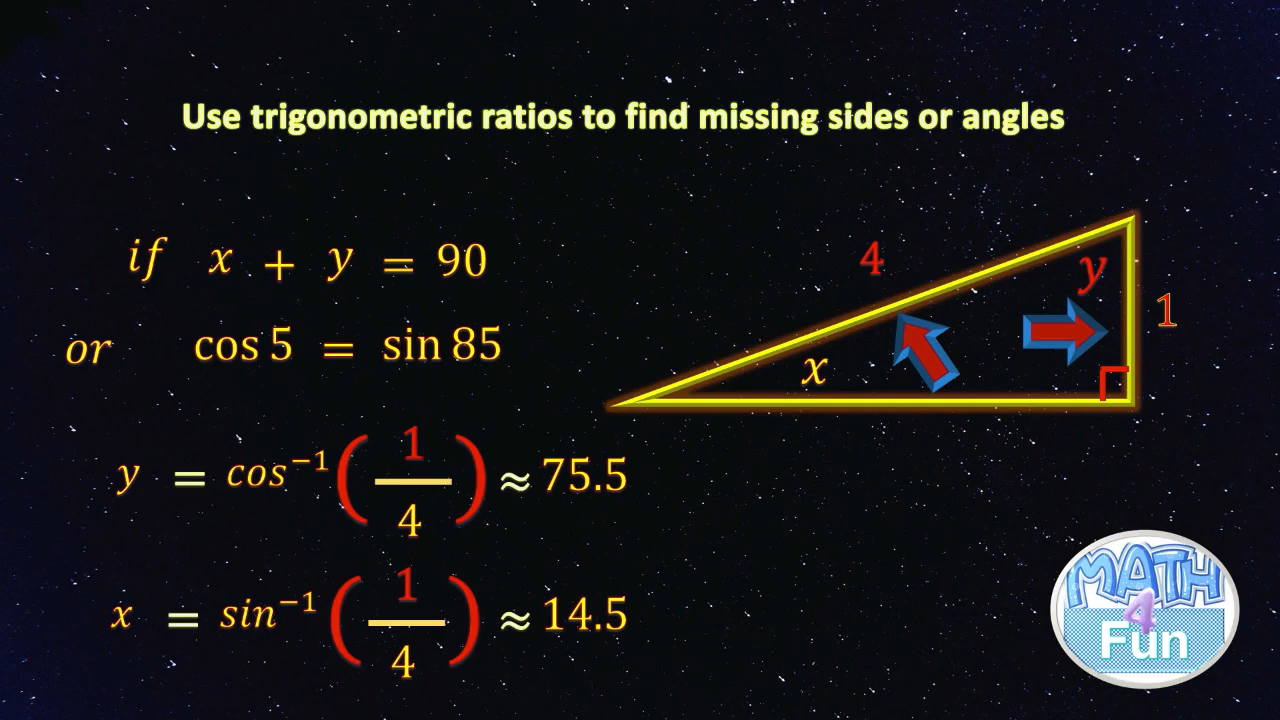 Use trigonometric ratios to find missing sides or angles
if x + y = 90
or cos 5 = sin 85
y = cos⁻¹(1/4) ≈ 75.5
x = sin⁻¹(1/4) ≈ 14.5
4
y
1
x
MATH
4
Fun